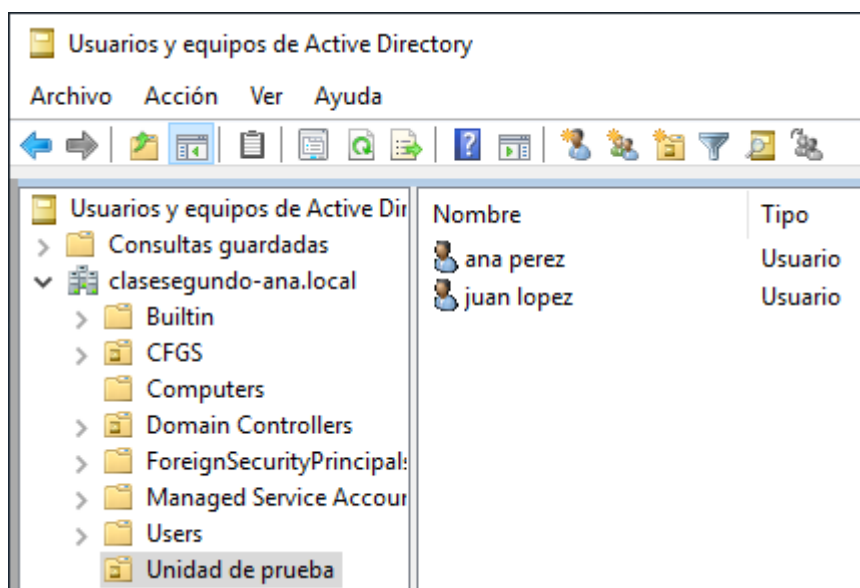 Usuarios y equipos de Active Directory
Archivo Acción Ver Ayuda
Usuarios y equipos de Active Dir
Consultas guardadas
clasesegundo-ana.local
Builtin
CFGS
Computers
Domain Controllers
ForeignSecurityPrincipals
Managed Service Accour
Users
Unidad de prueba
Nombre Tipo
ana perez Usuario
juan lopez Usuario